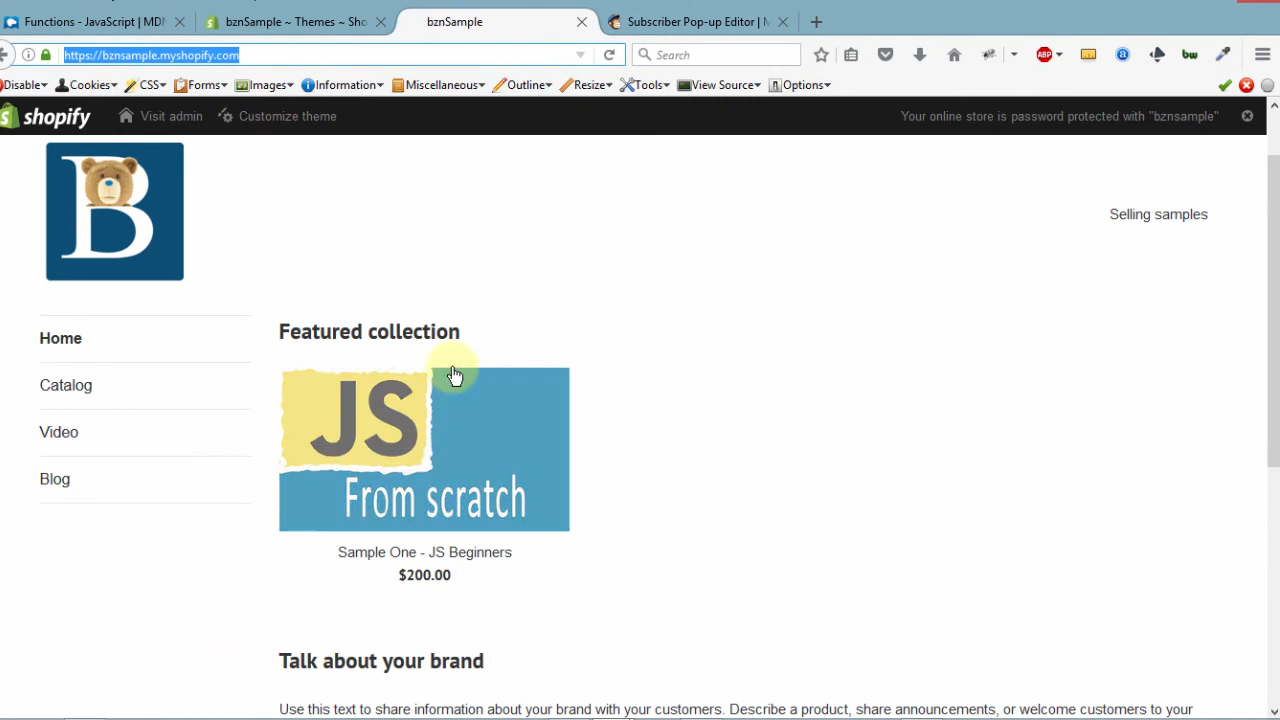 Functions - JavaScript | MDN
bznSample ~ Themes ~ Sho
bznSample
Subscriber Pop-up Editor | M
https://bznsample.myshopify.com
Search
Disable
Cookies
CSS
Forms
Images
Information
Miscellaneous
Outline
Resize
Tools
View Source
Options
shopify
Visit admin
Customize theme
Your online store is password protected with "bznsample"
B
Selling samples
Home
Catalog
Video
Blog
Featured collection
JS
From scratch
Sample One - JS Beginners
$200.00
Talk about your brand
Use this text to share information about your brand with your customers. Describe a product, share announcements, or welcome customers to your